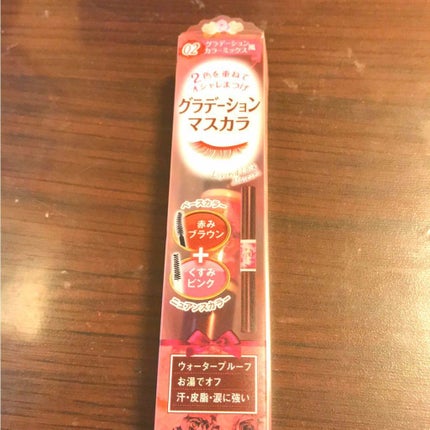 02
グラデーション
カラーミックス風
2色を重ねて
オシャレまつげ
グラデーション
マスカラ
ベースカラー
赤み
ブラウン
+
くすみ
ピンク
ニュアンスカラー
ウォータープルーフ
お湯でオフ
汗・皮脂・涙に強い